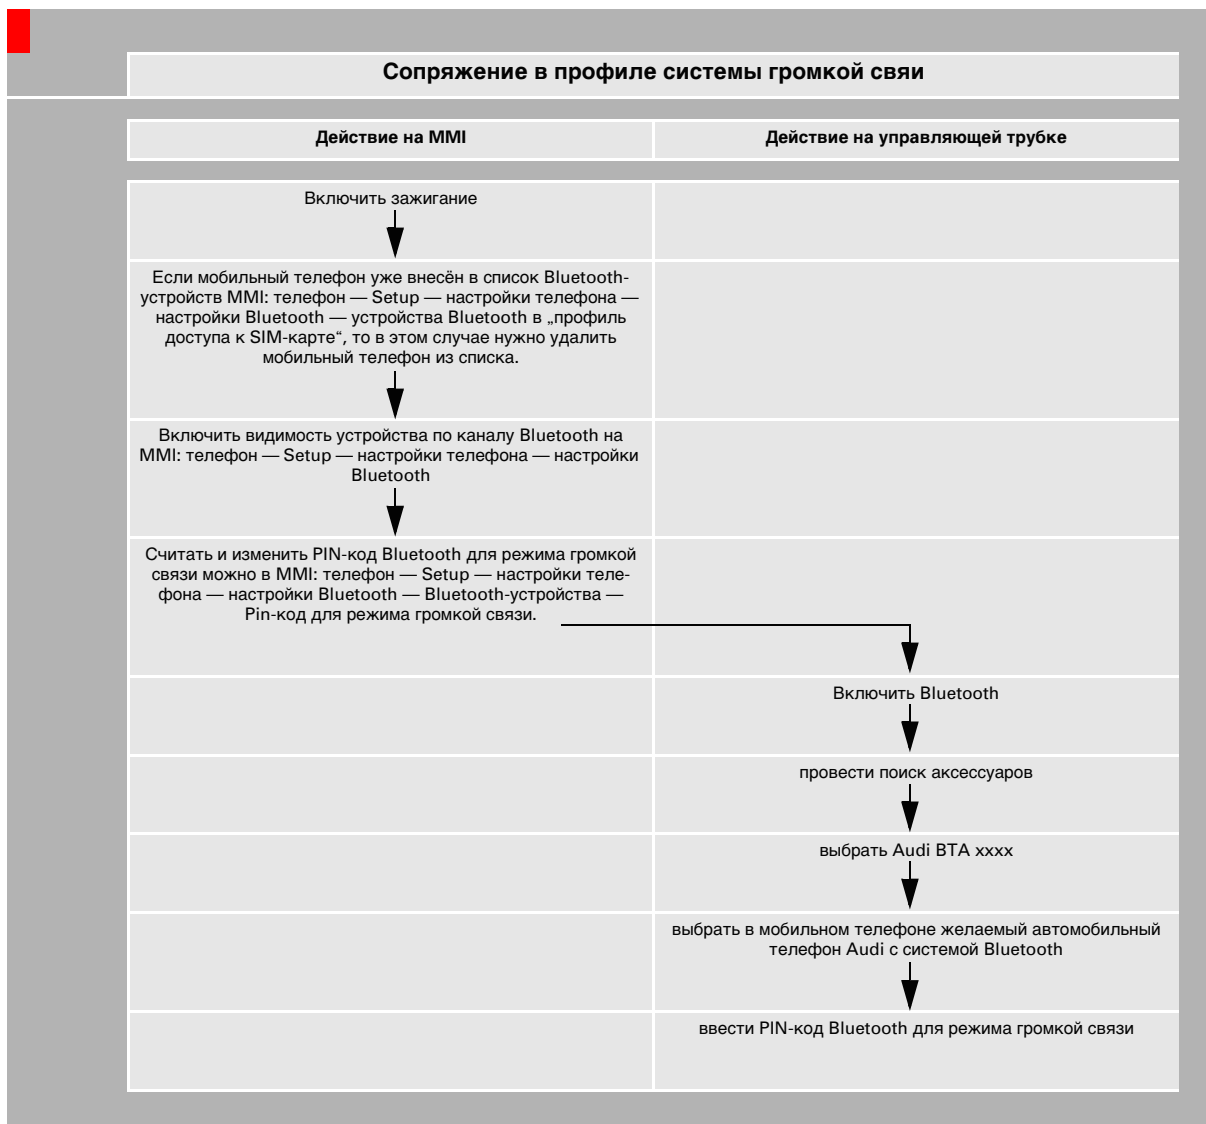 Сопряжение в профиле системы громкой свяи
Действие на MMI
Действие на управляющей трубке
Включить зажигание
Если мобильный телефон уже внесён в список Bluetooth-
устройств MMI: телефон — Setup — настройки телефона —
настройки Bluetooth — устройства Bluetooth в „профиль
доступа к SIM-карте“, то в этом случае нужно удалить
мобильный телефон из списка.
Включить видимость устройства по каналу Bluetooth на
MMI: телефон — Setup — настройки телефона — настройки
Bluetooth
Считать и изменить PIN-код Bluetooth для режима громкой
связи можно в MMI: телефон — Setup — настройки теле-
фона — настройки Bluetooth — Bluetooth-устройства —
Pin-код для режима громкой связи.
Включить Bluetooth
провести поиск аксессуаров
выбрать Audi BTA xxxx
выбрать в мобильном телефоне желаемый автомобильный
телефон Audi с системой Bluetooth
ввести PIN-код Bluetooth для режима громкой связи